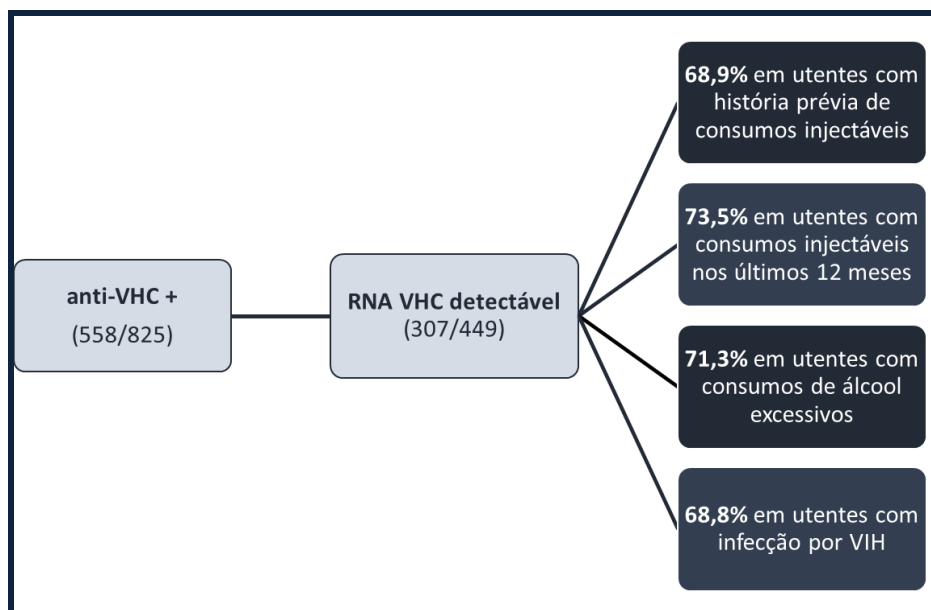 anti-VHC +
(558/825)
RNA VHC detectável
(307/449)
68,9% em utentes com
história prévia de
consumos injectáveis
73,5% em utentes com
consumos injectáveis
nos últimos 12 meses
71,3% em utentes com
consumos de álcool
excessivos
68,8% em utentes com
infecção por VIH